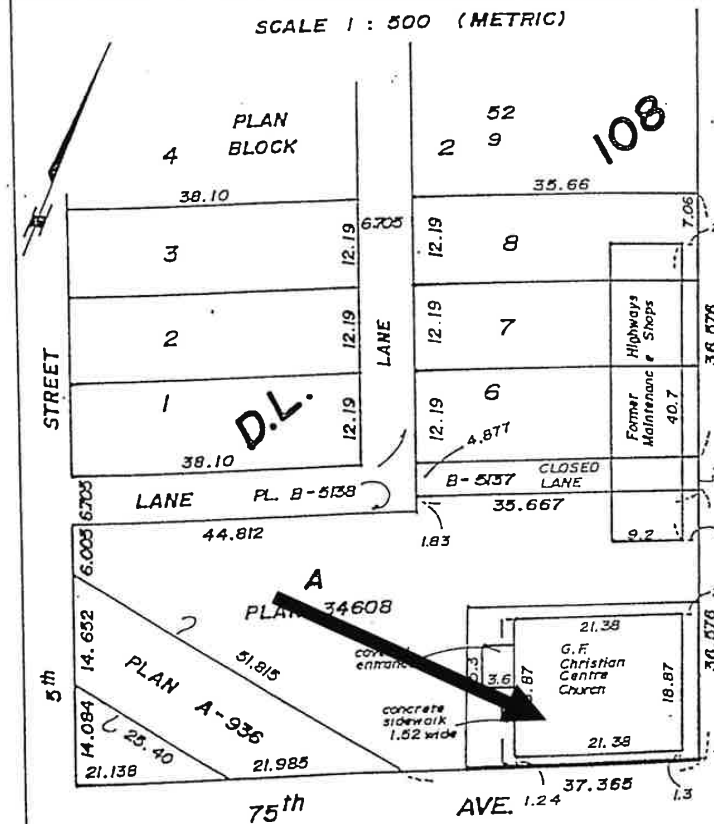 SCALE 1 : 500 (METRIC)
PLAN
BLOCK
52
108
4
2 9
38.10
35.66
7.06
6.705
3
12.19
12.19
8
Highways
Maintenance Shops
Former
40.7
36.576
2
12.19
LANE
12.19
7
STREET
1
D.L.
12.19
12.19
6
4.877
38.10
B-5137
CLOSED
LANE
6.705
LANE
PL. B-5138
35.667
44.812
1.83
9.2
6.005
A
PLAN 34608
21.38
36.576
14.652
51.815
covered
entrance
3.6
G.F.
Christian
Centre
Church
18.87
PLAN A-936
concrete
sidewalk
1.52 wide
5th
14.084
25.40
21.38
21.138
21.985
1.24
37.365
1.3
75th
AVE.